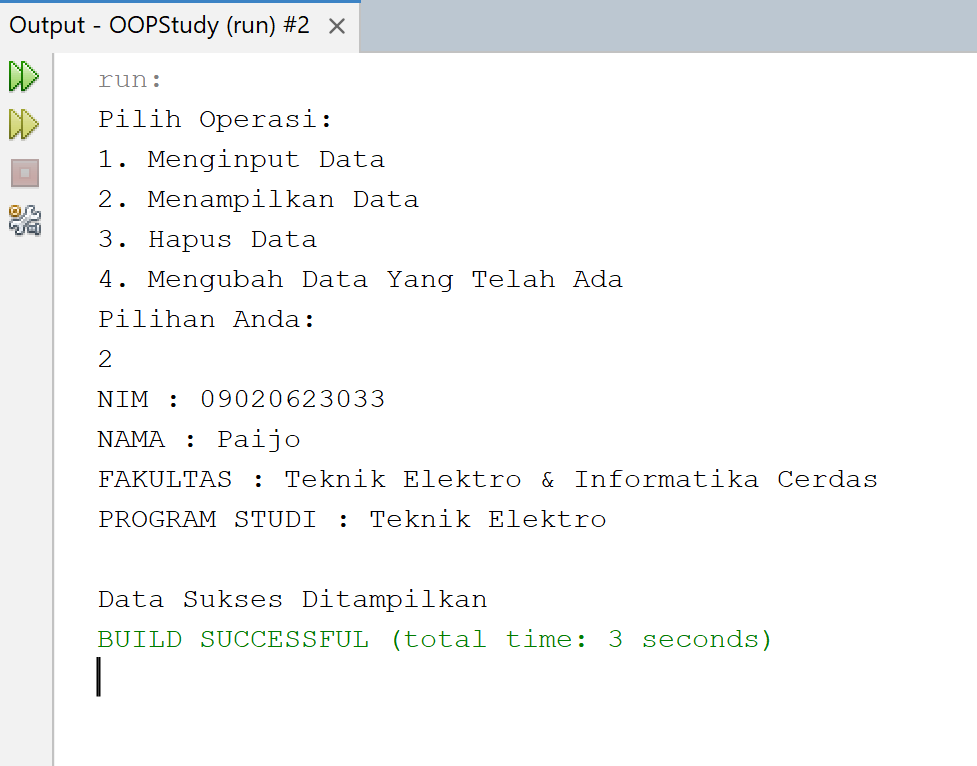 Output - OOPStudy (run) #2
run:
Pilih Operasi:
1. Menginput Data
2. Menampilkan Data
3. Hapus Data
4. Mengubah Data Yang Telah Ada
Pilihan Anda:
2
NIM : 09020623033
NAMA : Paijo
FAKULTAS : Teknik Elektro & Informatika Cerdas
PROGRAM STUDI : Teknik Elektro
Data Sukses Ditampilkan
BUILD SUCCESSFUL (total time: 3 seconds)